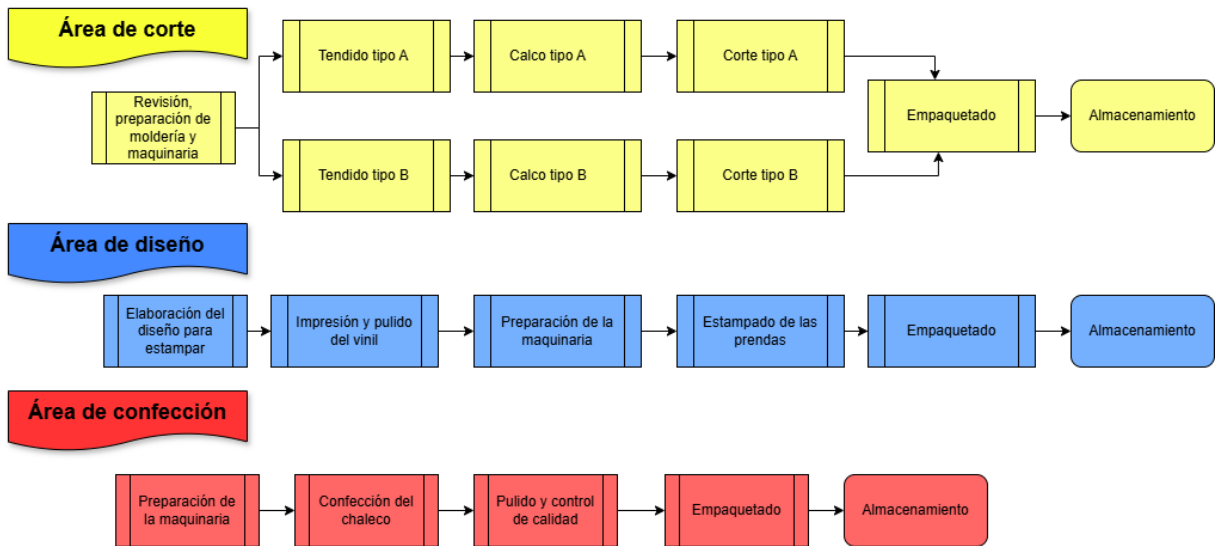 Área de corte
Tendido tipo A
Calco tipo A
Corte tipo A
Revisión,
preparación de
moldería y
maquinaria
Empaquetado
Almacenamiento
Tendido tipo B
Calco tipo B
Corte tipo B
Área de diseño
Elaboración del
diseño para
estampar
Impresión y pulido
del vinil
Preparación de la
maquinaria
Estampado de las
prendas
Empaquetado
Almacenamiento
Área de confección
Preparación de
la maquinaria
Confección del
chaleco
Pulido y control
de calidad
Empaquetado
Almacenamiento